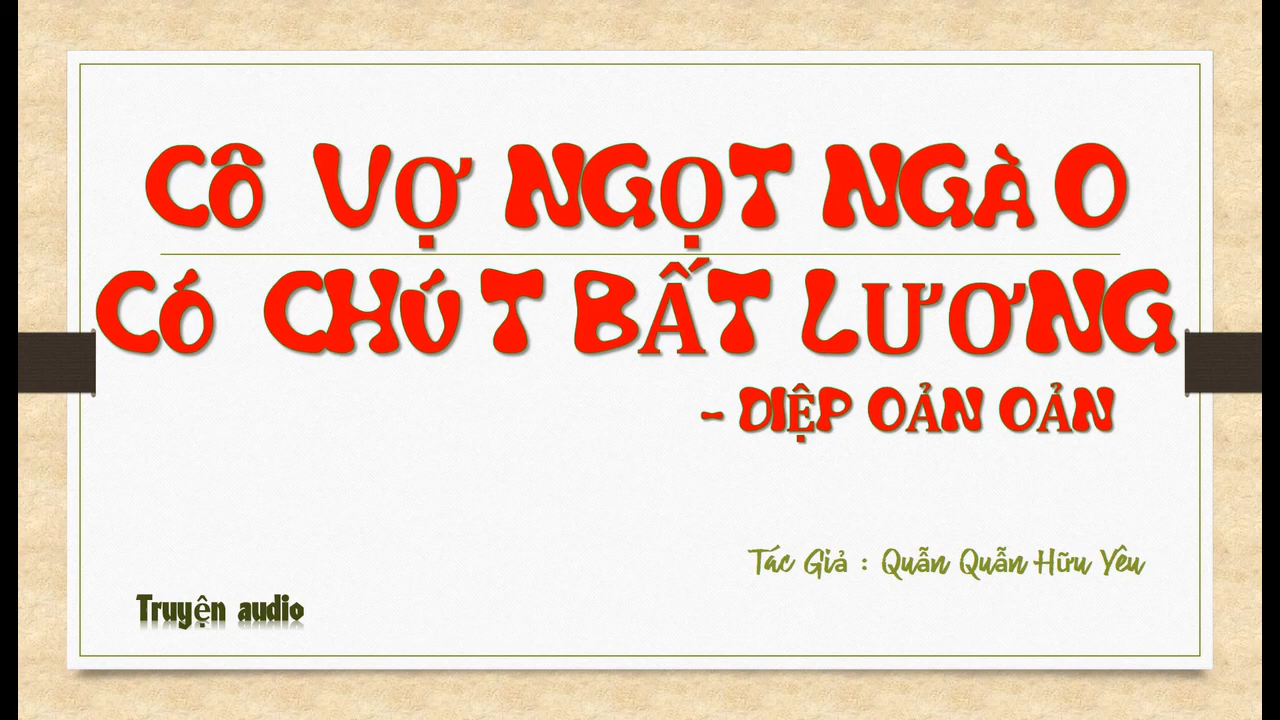 CÔ VỢ NGỌT NGÀO
CÓ CHÚT BẤT LƯƠNG
- DIỆP OẢN OẢN
Tác Giả : Quẫn Quẫn Hữu Yêu
Truyện audio